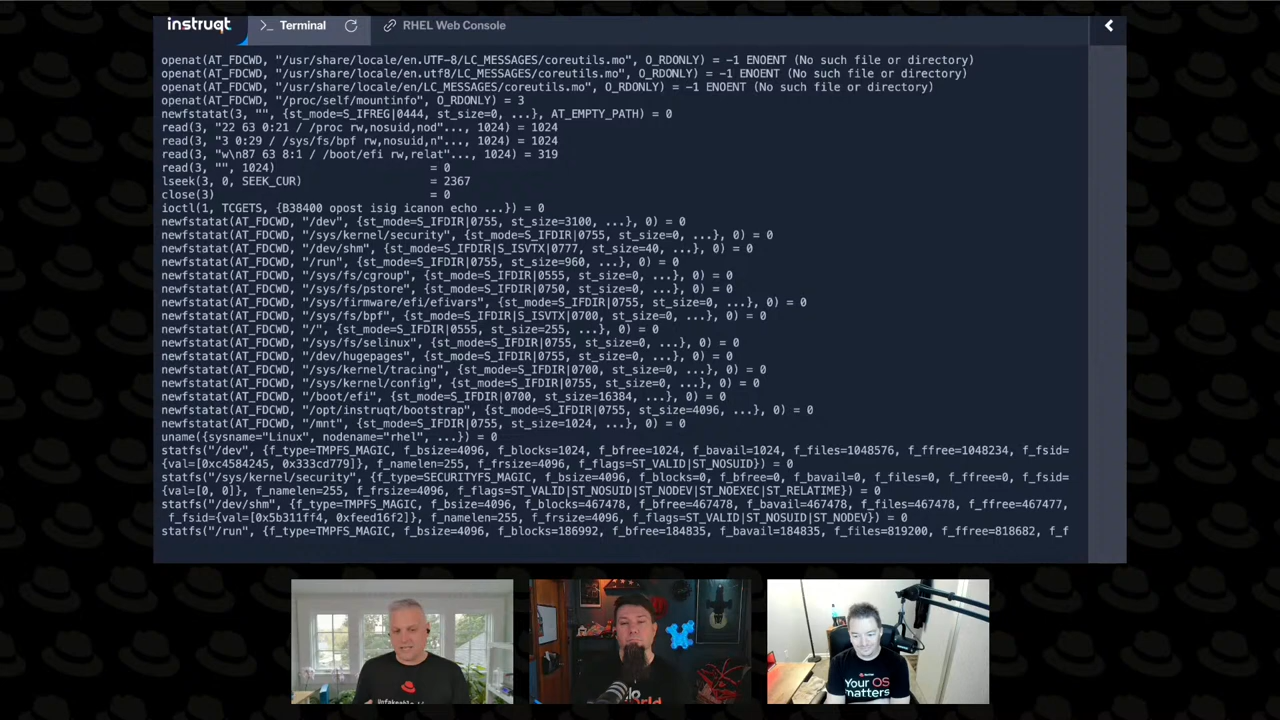 instruqt
>_ Terminal
RHEL Web Console
openat(AT_FDCWD, "/usr/share/locale/en.UTF-8/LC_MESSAGES/coreutils.mo", O_RDONLY) = -1 ENOENT (No such file or directory)
openat(AT_FDCWD, "/usr/share/locale/en.utf8/LC_MESSAGES/coreutils.mo", O_RDONLY) = -1 ENOENT (No such file or directory)
openat(AT_FDCWD, "/usr/share/locale/en/LC_MESSAGES/coreutils.mo", O_RDONLY) = -1 ENOENT (No such file or directory)
openat(AT_FDCWD, "/proc/self/mountinfo", O_RDONLY) = 3
newfstatat(3, "", {st_mode=S_IFREG|0444, st_size=0, ...}, AT_EMPTY_PATH) = 0
read(3, "22 63 0:21 / /proc rw,nosuid,nod"..., 1024) = 1024
read(3, "3 0:29 / /sys/fs/bpf rw,nosuid,n"..., 1024) = 1024
read(3, "w\n87 63 8:1 / /boot/efi rw,relat"..., 1024) = 319
read(3, "", 1024) = 0
lseek(3, 0, SEEK_CUR) = 2367
close(3) = 0
ioctl(1, TCGETS, {B38400 opost isig icanon echo ...}) = 0
newfstatat(AT_FDCWD, "/dev", {st_mode=S_IFDIR|0755, st_size=3100, ...}, 0) = 0
newfstatat(AT_FDCWD, "/sys/kernel/security", {st_mode=S_IFDIR|0755, st_size=0, ...}, 0) = 0
newfstatat(AT_FDCWD, "/dev/shm", {st_mode=S_IFDIR|S_ISVTX|0777, st_size=40, ...}, 0) = 0
newfstatat(AT_FDCWD, "/run", {st_mode=S_IFDIR|0755, st_size=960, ...}, 0) = 0
newfstatat(AT_FDCWD, "/sys/fs/cgroup", {st_mode=S_IFDIR|0555, st_size=0, ...}, 0) = 0
newfstatat(AT_FDCWD, "/sys/fs/pstore", {st_mode=S_IFDIR|0750, st_size=0, ...}, 0) = 0
newfstatat(AT_FDCWD, "/sys/firmware/efi/efivars", {st_mode=S_IFDIR|0755, st_size=0, ...}, 0) = 0
newfstatat(AT_FDCWD, "/sys/fs/bpf", {st_mode=S_IFDIR|S_ISVTX|0700, st_size=0, ...}, 0) = 0
newfstatat(AT_FDCWD, "/", {st_mode=S_IFDIR|0555, st_size=255, ...}, 0) = 0
newfstatat(AT_FDCWD, "/sys/fs/selinux", {st_mode=S_IFDIR|0755, st_size=0, ...}, 0) = 0
newfstatat(AT_FDCWD, "/dev/hugepages", {st_mode=S_IFDIR|0755, st_size=0, ...}, 0) = 0
newfstatat(AT_FDCWD, "/sys/kernel/tracing", {st_mode=S_IFDIR|0700, st_size=0, ...}, 0) = 0
newfstatat(AT_FDCWD, "/sys/kernel/config", {st_mode=S_IFDIR|0755, st_size=0, ...}, 0) = 0
newfstatat(AT_FDCWD, "/boot/efi", {st_mode=S_IFDIR|0700, st_size=16384, ...}, 0) = 0
newfstatat(AT_FDCWD, "/opt/instruqt/bootstrap", {st_mode=S_IFDIR|0755, st_size=4096, ...}, 0) = 0
newfstatat(AT_FDCWD, "/mnt", {st_mode=S_IFDIR|0755, st_size=1024, ...}, 0) = 0
uname({sysname="Linux", nodename="rhel", ...}) = 0
statfs("/dev", {f_type=TMPFS_MAGIC, f_bsize=4096, f_blocks=1024, f_bfree=1024, f_bavail=1024, f_files=1048576, f_ffree=1048234, f_fsid=
{val=[0xc4584245, 0x333cd779]}, f_namelen=255, f_frsize=4096, f_flags=ST_VALID|ST_NOSUID}) = 0
statfs("/sys/kernel/security", {f_type=SECURITYFS_MAGIC, f_bsize=4096, f_blocks=0, f_bfree=0, f_bavail=0, f_files=0, f_ffree=0, f_fsid=
{val=[0, 0]}, f_namelen=255, f_frsize=4096, f_flags=ST_VALID|ST_NOSUID|ST_NODEV|ST_NOEXEC|ST_RELATIME}) = 0
statfs("/dev/shm", {f_type=TMPFS_MAGIC, f_bsize=4096, f_blocks=467478, f_bfree=467478, f_bavail=467478, f_files=467478, f_ffree=467477,
f_fsid={val=[0x5b311ff4, 0xfeed16f2]}, f_namelen=255, f_frsize=4096, f_flags=ST_VALID|ST_NOSUID|ST_NODEV}) = 0
statfs("/run", {f_type=TMPFS_MAGIC, f_bsize=4096, f_blocks=186992, f_bfree=184835, f_bavail=184835, f_files=819200, f_ffree=818682, f_f
Your OS
matters